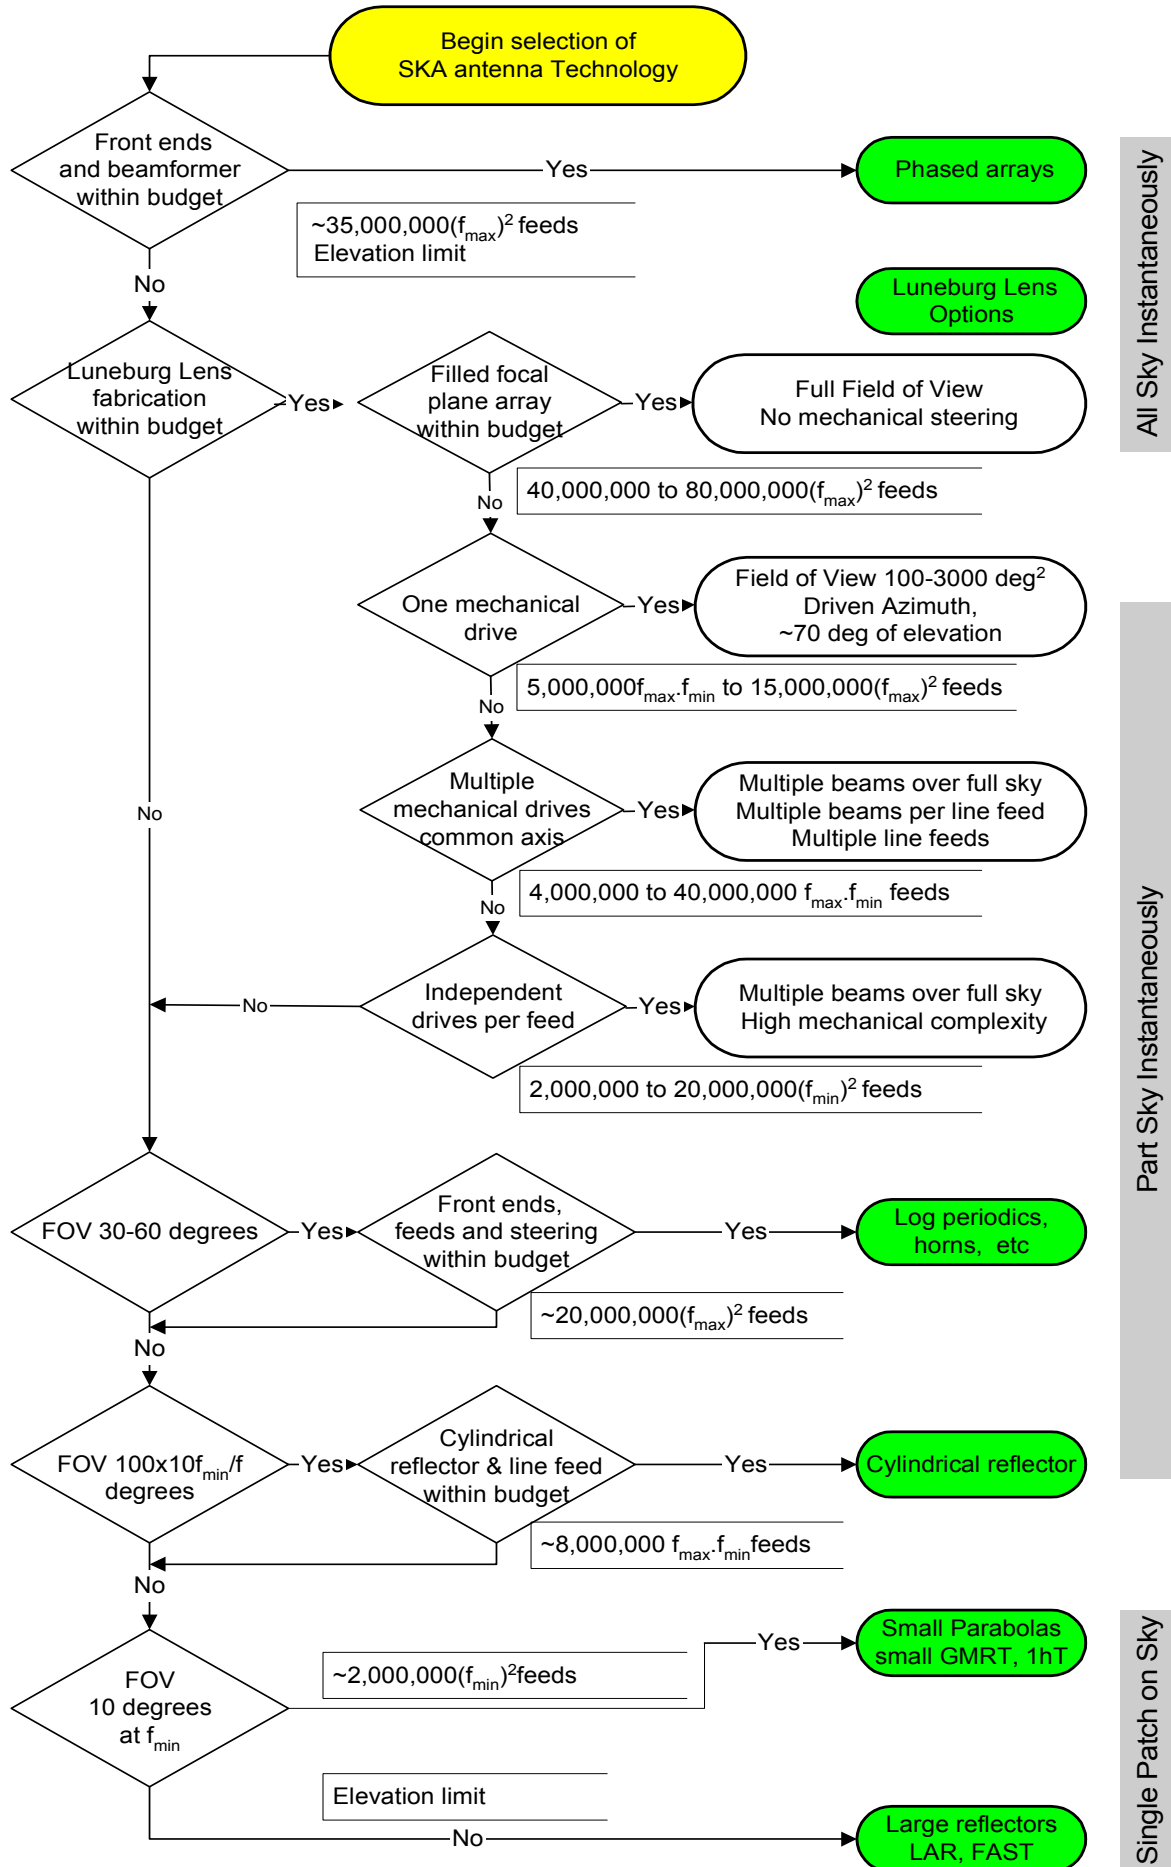 Begin selection of
SKA antenna Technology
Front ends
and beamformer
within budget
Yes
Phased arrays
~35,000,000(fmax)2 feeds
Elevation limit
No
Luneburg Lens
Options
All Sky Instantaneously
Luneburg Lens
fabrication
within budget
Yes
Filled focal
plane array
within budget
Yes
Full Field of View
No mechanical steering
40,000,000 to 80,000,000(fmax)2 feeds
No
One mechanical
drive
Yes
Field of View 100-3000 deg2
Driven Azimuth,
~70 deg of elevation
5,000,000fmax.fmin to 15,000,000(fmax)2 feeds
No
Multiple
mechanical drives
common axis
Yes
Multiple beams over full sky
Multiple beams per line feed
Multiple line feeds
No
4,000,000 to 40,000,000 fmax.fmin feeds
No
Independent
drives per feed
No
Yes
Multiple beams over full sky
High mechanical complexity
2,000,000 to 20,000,000(fmin)2 feeds
Part Sky Instantaneously
FOV 30-60 degrees
Yes
Front ends,
feeds and steering
within budget
Yes
Log periodics,
horns, etc
~20,000,000(fmax)2 feeds
No
FOV 100x10fmin/f
degrees
Yes
Cylindrical
reflector & line feed
within budget
Yes
Cylindrical reflector
~8,000,000 fmax.fminfeeds
No
FOV
10 degrees
at fmin
~2,000,000(fmin)2feeds
Yes
Small Parabolas
small GMRT, 1hT
Elevation limit
No
Large reflectors
LAR, FAST
Single Patch on Sky